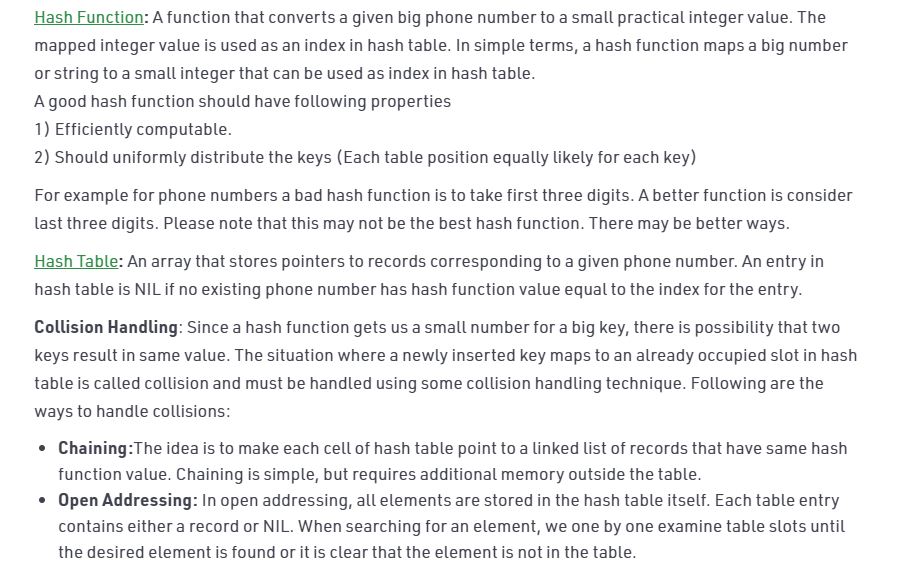 Hash Function: A function that converts a given big phone number to a small practical integer value. The
mapped integer value is used as an index in hash table. In simple terms, a hash function maps a big number
or string to a small integer that can be used as index in hash table.
A good hash function should have following properties
1) Efficiently computable.
2) Should uniformly distribute the keys (Each table position equally likely for each key)
For example for phone numbers a bad hash function is to take first three digits. A better function is consider
last three digits. Please note that this may not be the best hash function. There may be better ways.
Hash Table: An array that stores pointers to records corresponding to a given phone number. An entry in
hash table is NIL if no existing phone number has hash function value equal to the index for the entry.
Collision Handling: Since a hash function gets us a small number for a big key, there is possibility that two
keys result in same value. The situation where a newly inserted key maps to an already occupied slot in hash
table is called collision and must be handled using some collision handling technique. Following are the
ways to handle collisions:
• Chaining:The idea is to make each cell of hash table point to a linked list of records that have same hash
function value. Chaining is simple, but requires additional memory outside the table.
• Open Addressing: In open addressing, all elements are stored in the hash table itself. Each table entry
contains either a record or NIL. When searching for an element, we one by one examine table slots until
the desired element is found or it is clear that the element is not in the table.